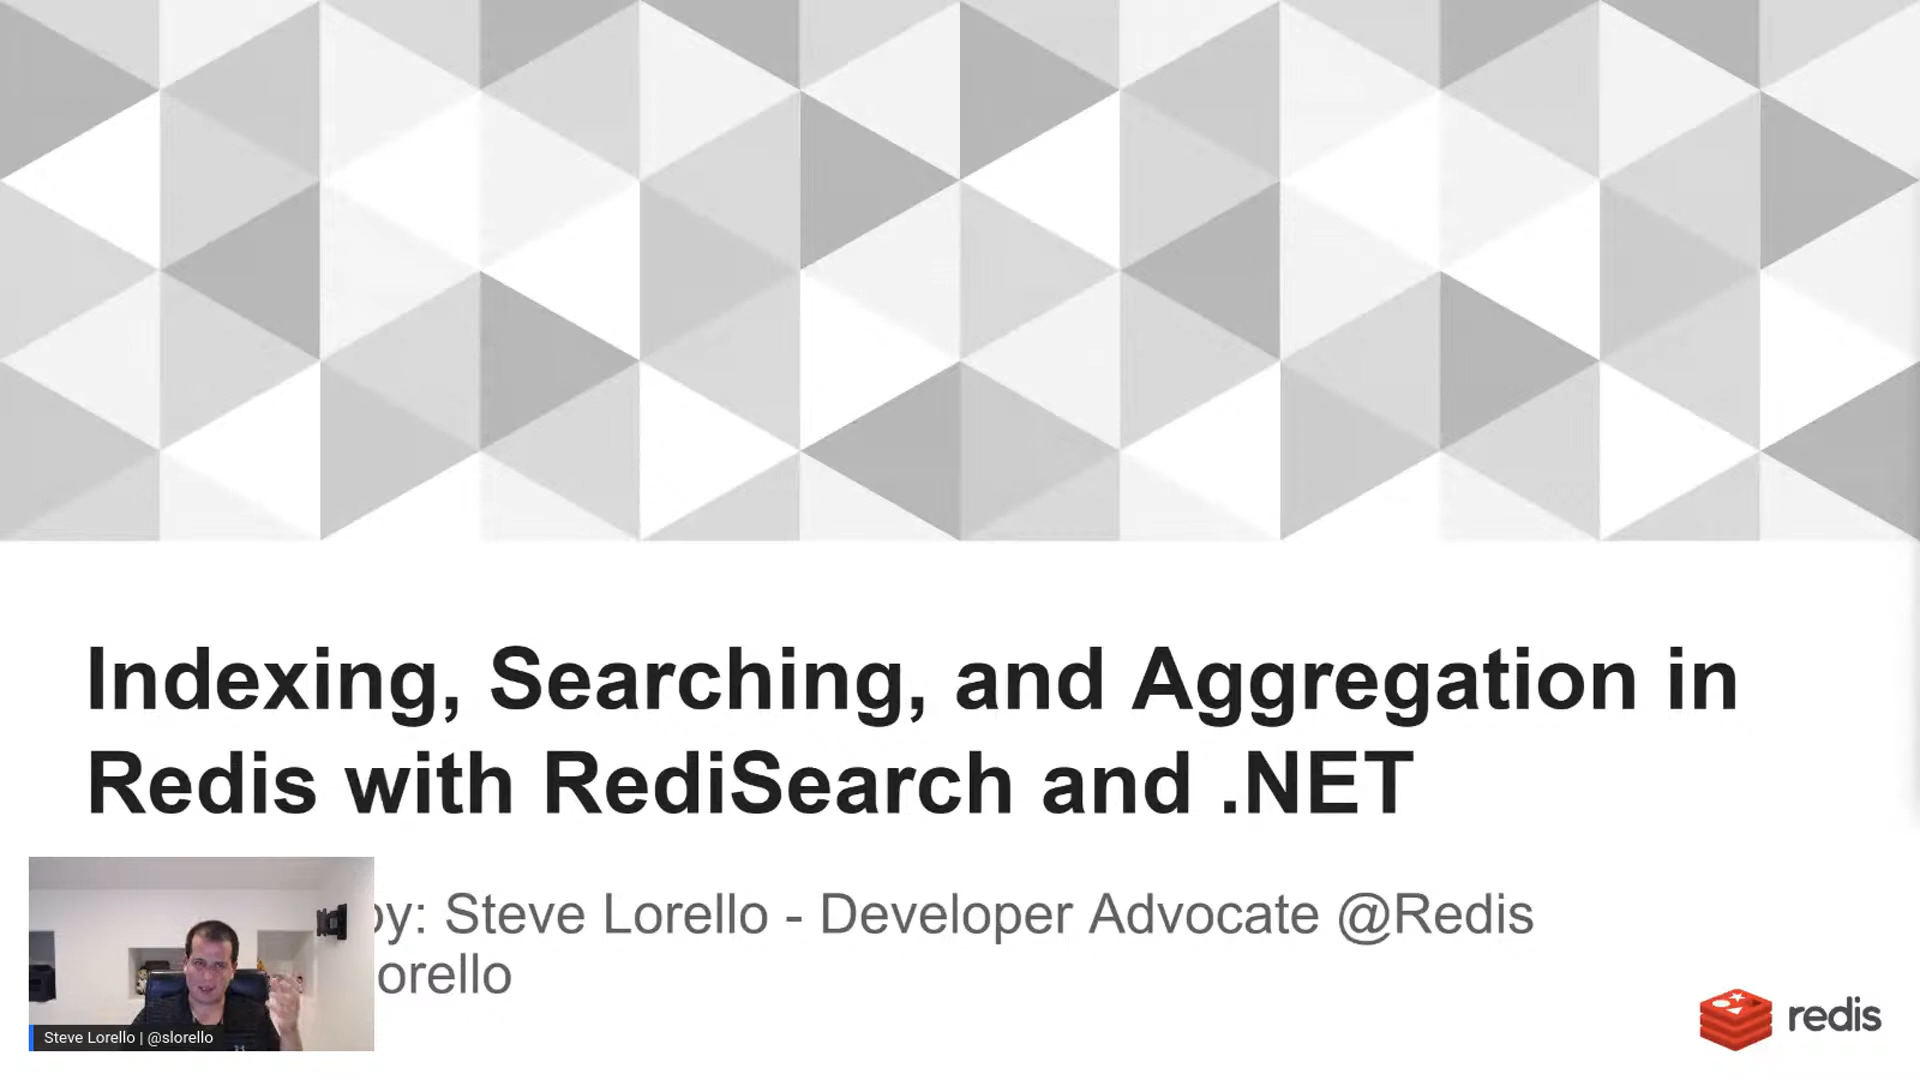 Indexing, Searching, and Aggregation in
Redis with RediSearch and .NET
by: Steve Lorello - Developer Advocate @Redis
orello
Steve Lorello | @slorello
redis